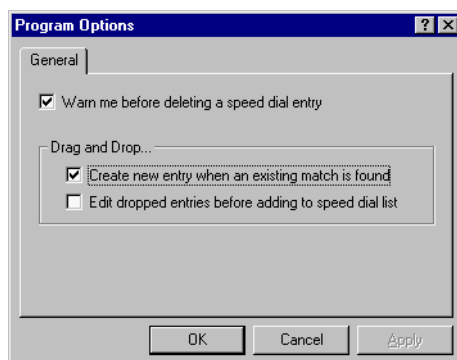 Program Options
General
Warn me before deleting a speed dial entry
Drag and Drop...
Create new entry when an existing match is found
Edit dropped entries before adding to speed dial list
OK Cancel Apply